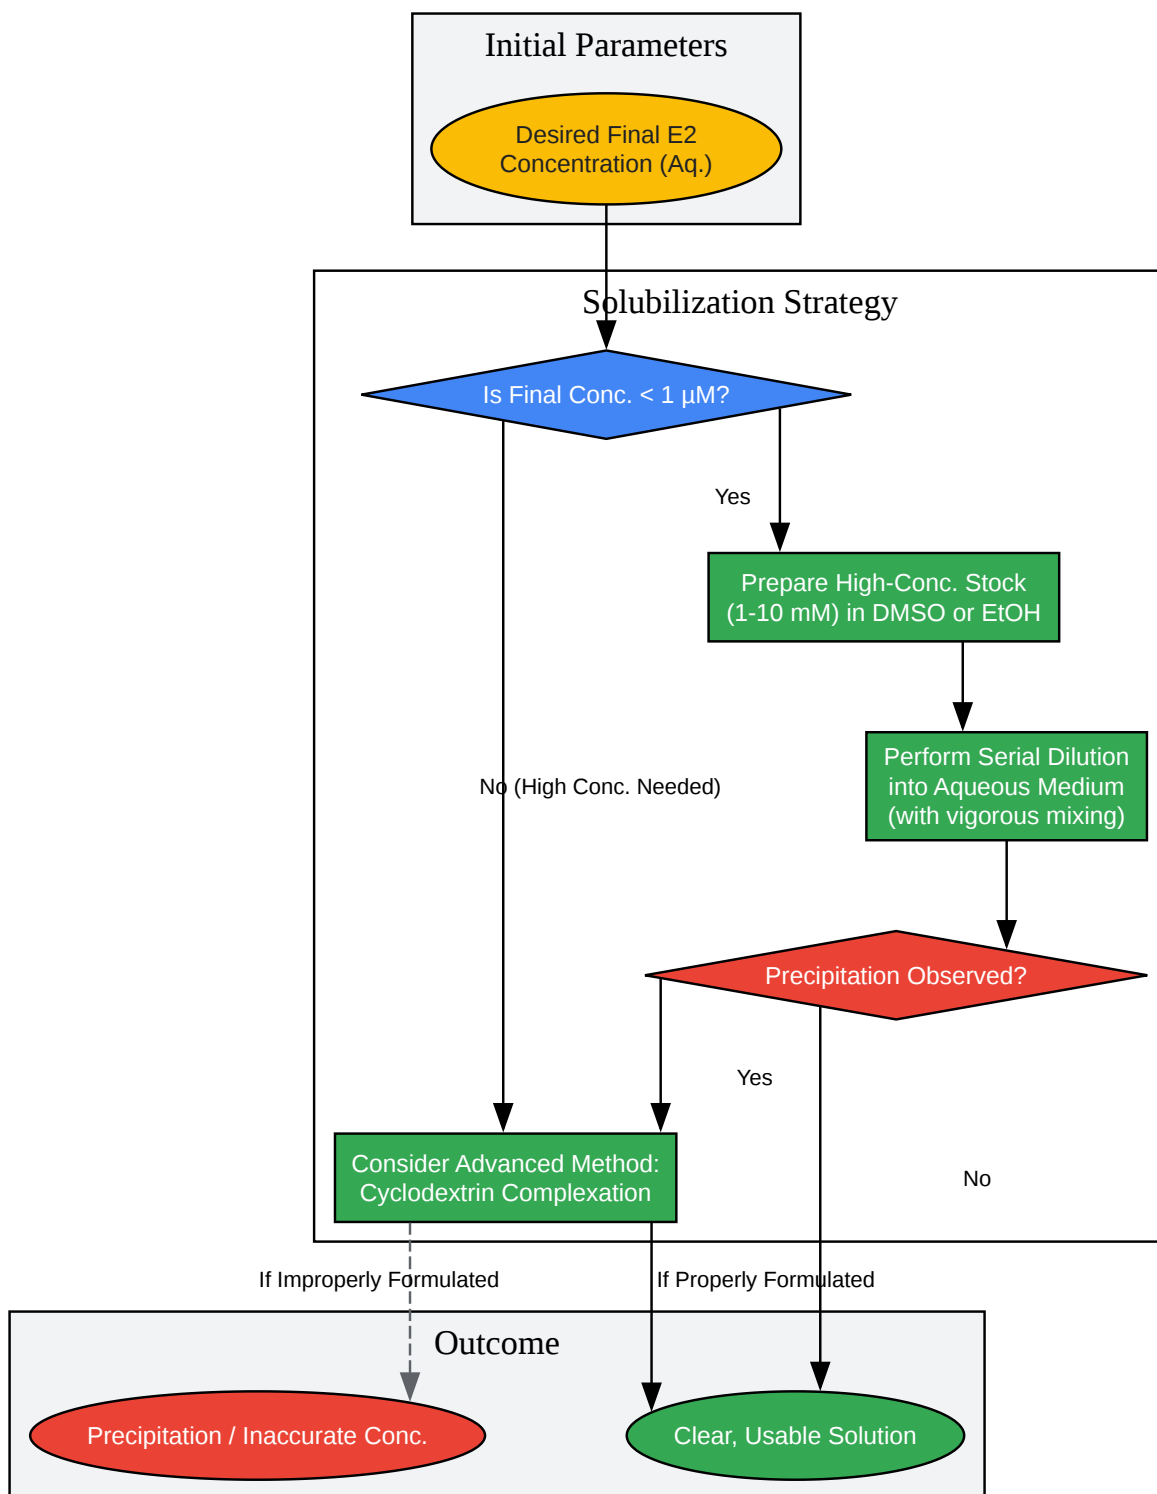 Initial Parameters
Desired Final E2
Concentration (Aq.)
Solubilization Strategy
Is Final Conc. < 1 µM?
Yes
Prepare High-Conc. Stock
(1-10 mM) in DMSO or EtOH
Perform Serial Dilution
into Aqueous Medium
(with vigorous mixing)
No (High Conc. Needed)
Precipitation Observed?
Yes
Consider Advanced Method:
Cyclodextrin Complexation
No
If Improperly Formulated
If Properly Formulated
Outcome
Precipitation / Inaccurate Conc.
Clear, Usable Solution